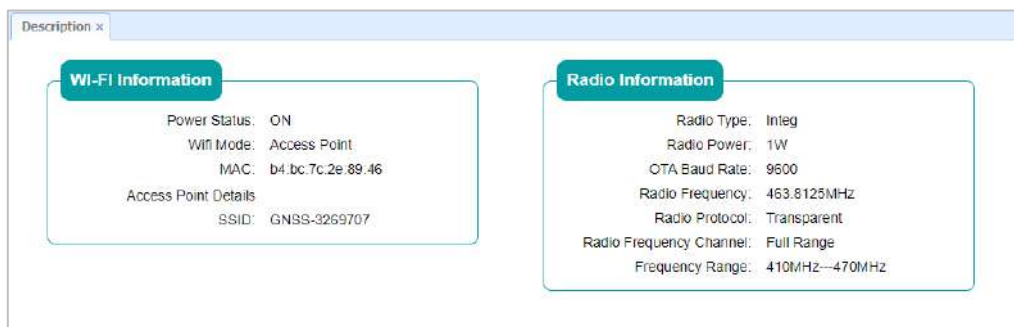 Description ×
WI-FI Information
Power Status: ON
Wifi Mode: Access Point
MAC: b4:bc:7c:2e:89:46
Access Point Details
SSID: GNSS-3269707
Radio Information
Radio Type: Integ
Radio Power: 1W
OTA Baud Rate: 9600
Radio Frequency: 463.8125MHz
Radio Protocol: Transparent
Radio Frequency Channel: Full Range
Frequency Range: 410MHz---470MHz